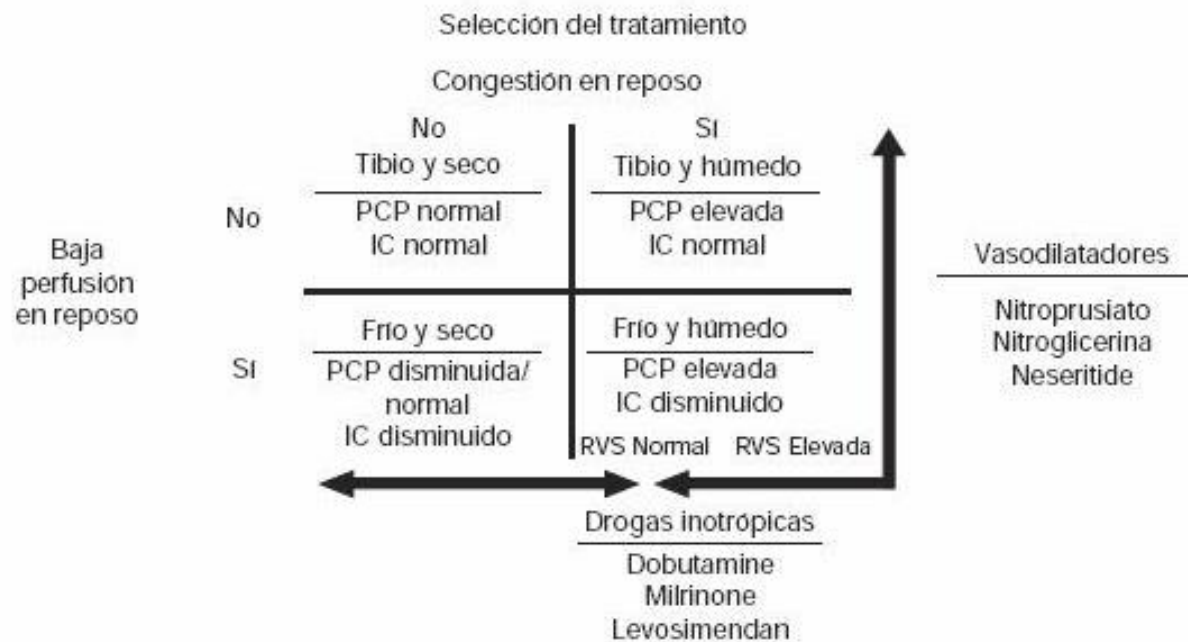 Selección del tratamiento
Congestión en reposo
No
Sí
Tibio y seco
Tibio y húmedo
No
PCP normal
IC normal
PCP elevada
IC normal
Baja
perfusión
en reposo
Vasodilatadores
Nitroprusiato
Nitroglicerina
Neseritide
Sí
Frío y seco
Frío y húmedo
PCP disminuida/
normal
IC disminuido
PCP elevada
IC disminuido
RVS Normal
RVS Elevada
Drogas inotrópicas
Dobutamine
Milrinone
Levosimendan